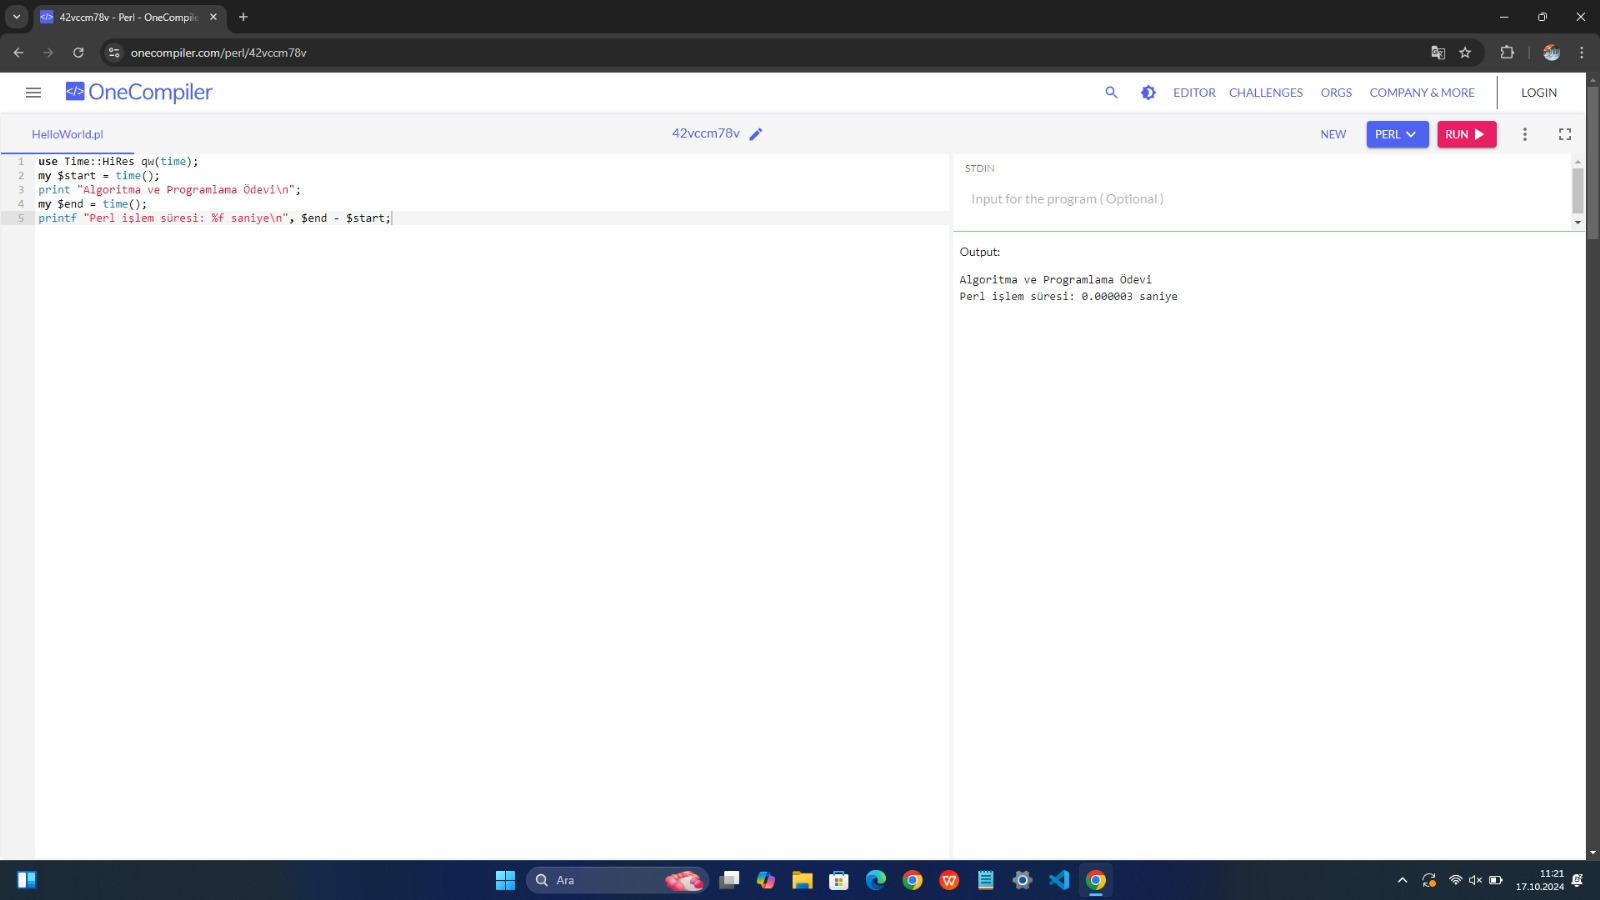 42vccm78v - Perl - OneCompile
onecompiler.com/perl/42vccm78v
</> OneCompiler
EDITOR CHALLENGES ORGS COMPANY & MORE LOGIN
HelloWorld.pl
42vccm78v
NEW PERL RUN
1 use Time::HiRes qw(time);
2 my $start = time();
3 print "Algoritma ve Programlama Ödevi\n";
4 my $end = time();
5 printf "Perl işlem süresi: %f saniye\n", $end - $start;
STDIN
Input for the program ( Optional )
Output:
Algoritma ve Programlama Ödevi
Perl işlem süresi: 0.000003 saniye
Ara
11:21
17.10.2024